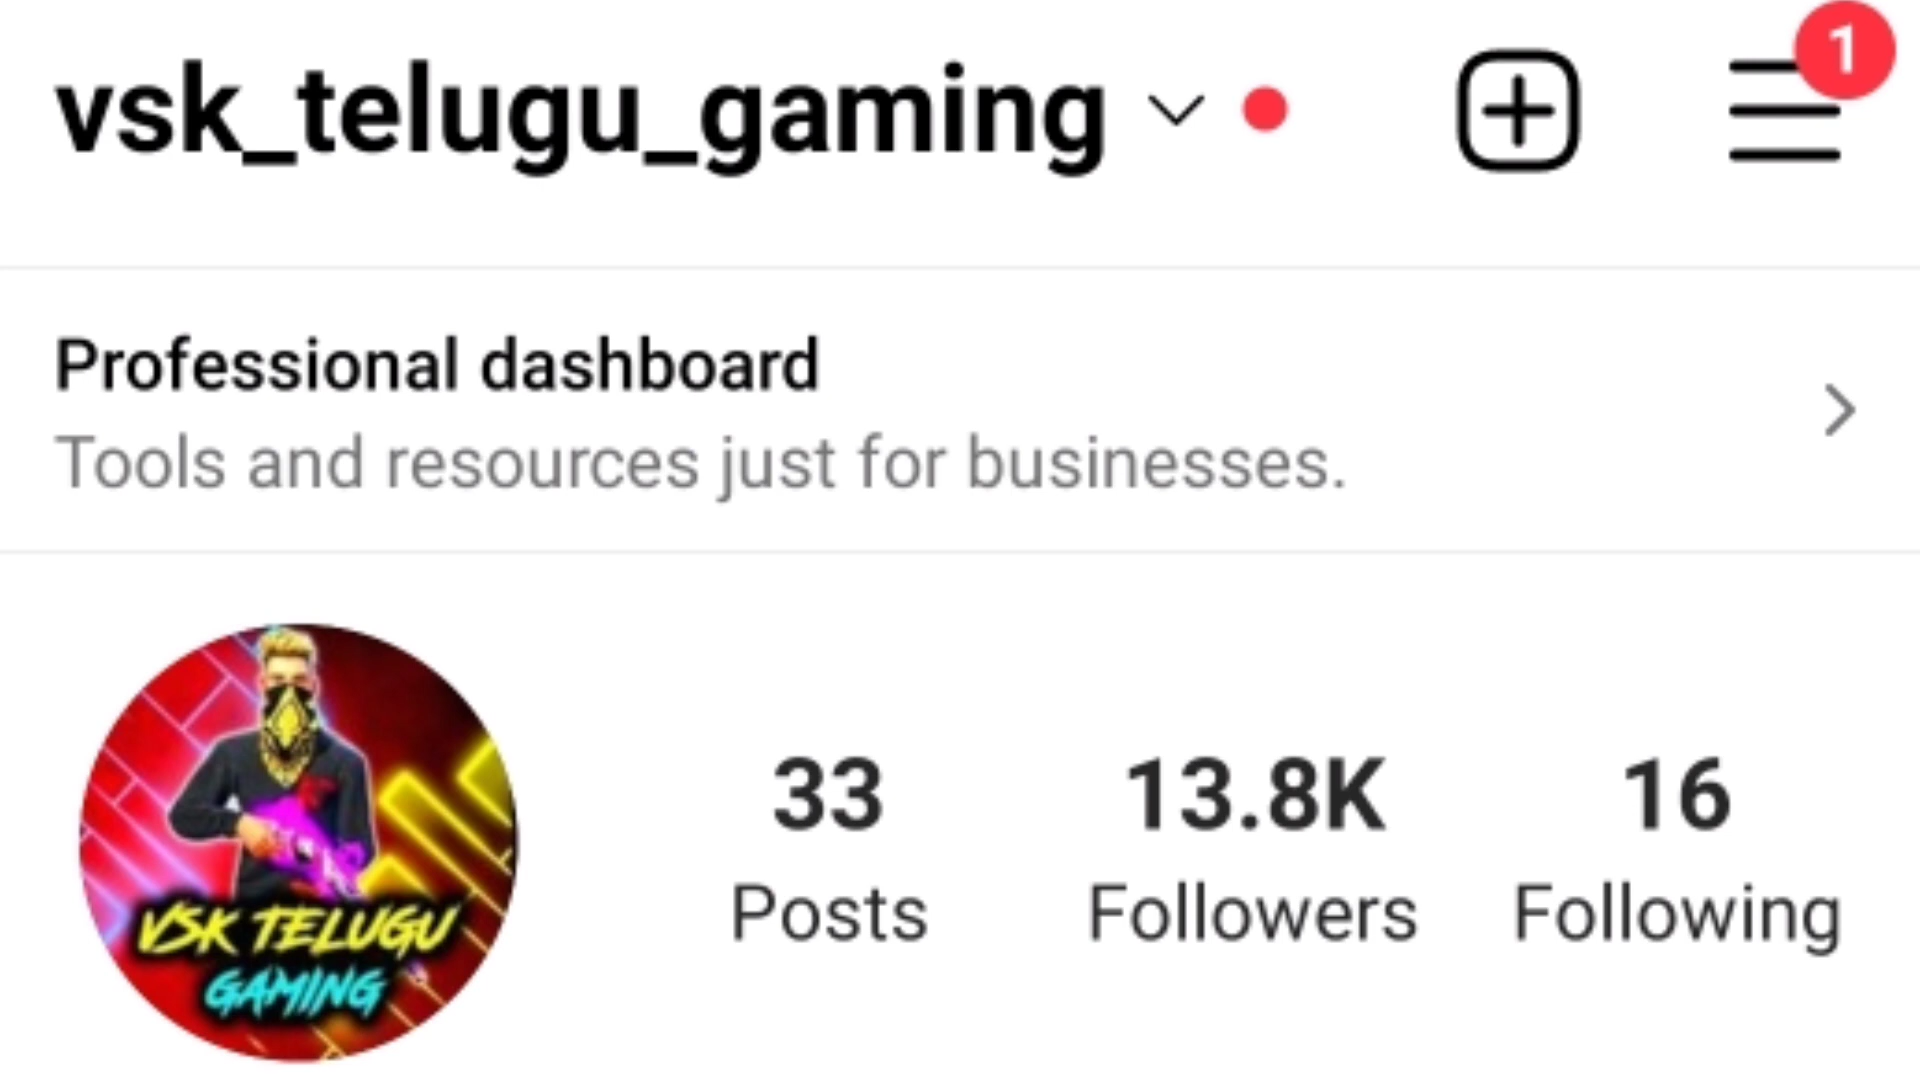 vsk_telugu_gaming
1
Professional dashboard
Tools and resources just for businesses.
VSK TELUGU
GAMING
33
Posts
13.8K
Followers
16
Following